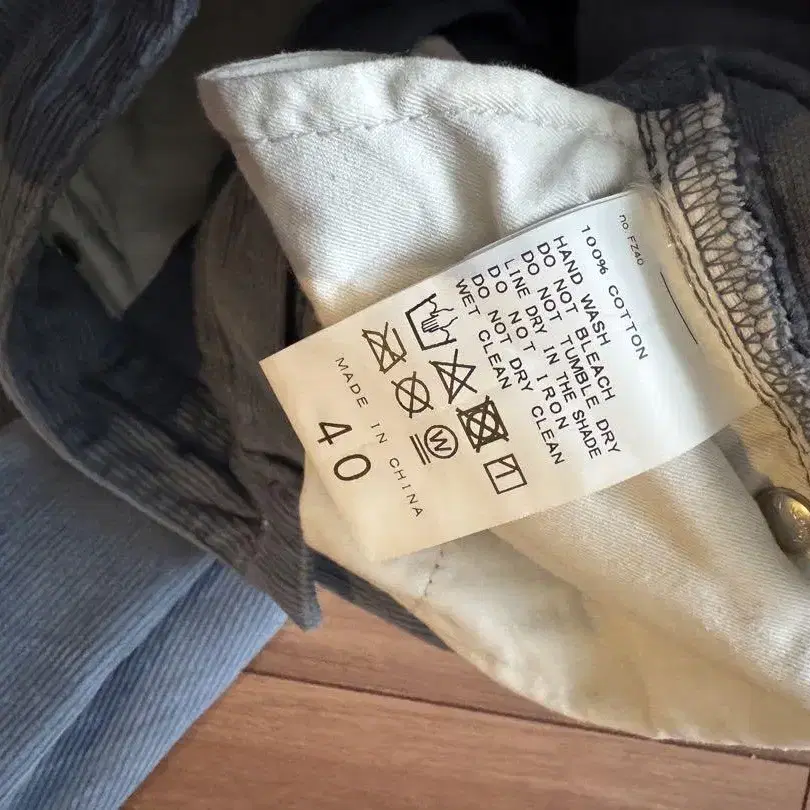 no. FZ40
100% COTTON
HAND WASH
DO NOT BLEACH
DO NOT TUMBLE DRY
LINE DRY IN THE SHADE
DO NOT IRON
DO NOT DRY CLEAN
WET CLEAN
W
MADE IN CHINA
40